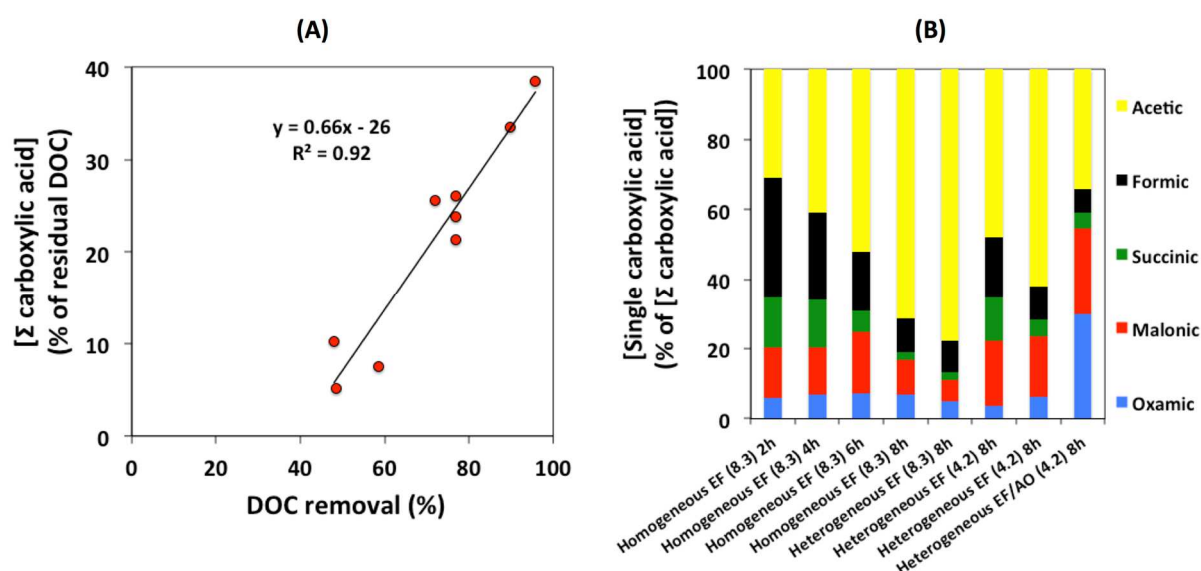 (A)
(B)
40
30
20
10
0
[Σ carboxylic acid]
(% of residual DOC)
y = 0.66x - 26
R² = 0.92
0 20 40 60 80 100
DOC removal (%)
100
80
60
40
20
0
[Single carboxylic acid]
(% of [Σ carboxylic acid])
Acetic
Formic
Succinic
Malonic
Oxamic
Homogeneous EF (8.3) 2h
Homogeneous EF (8.3) 4h
Homogeneous EF (8.3) 6h
Homogeneous EF (8.3) 8h
Heterogeneous EF (8.3) 8h
Heterogeneous EF (4.2) 8h
Heterogeneous EF (4.2) 8h
Heterogeneous EF/AO (4.2) 8h